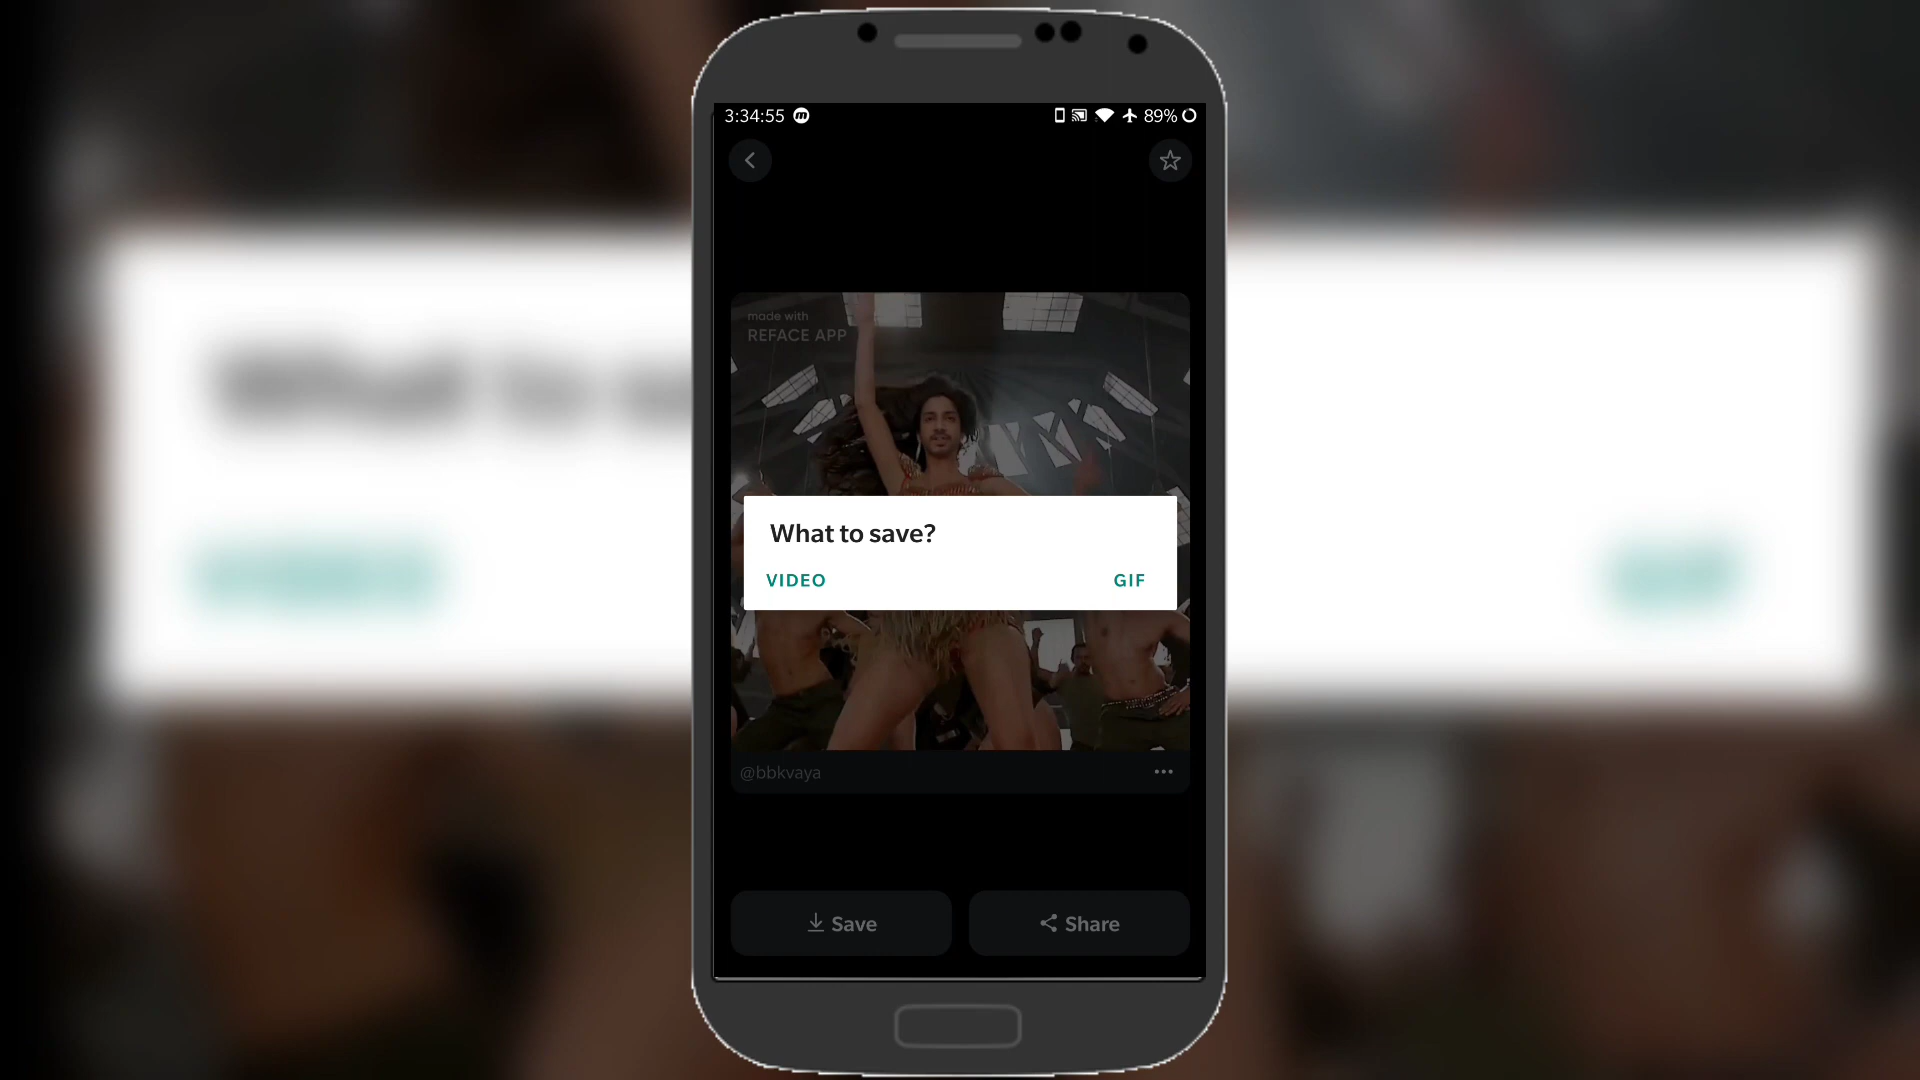 3:34:55
89%
made with
REFACE APP
What to save?
VIDEO
GIF
@bbkvaya
Save
Share